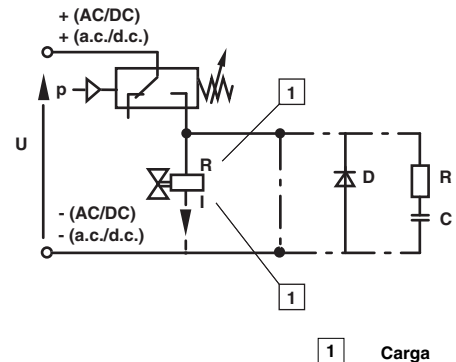 + (AC/DC)
+ (a.c./d.c.)
p
1
U
R
D
R
I
C
- (AC/DC)
- (a.c./d.c.)
1
1 Carga